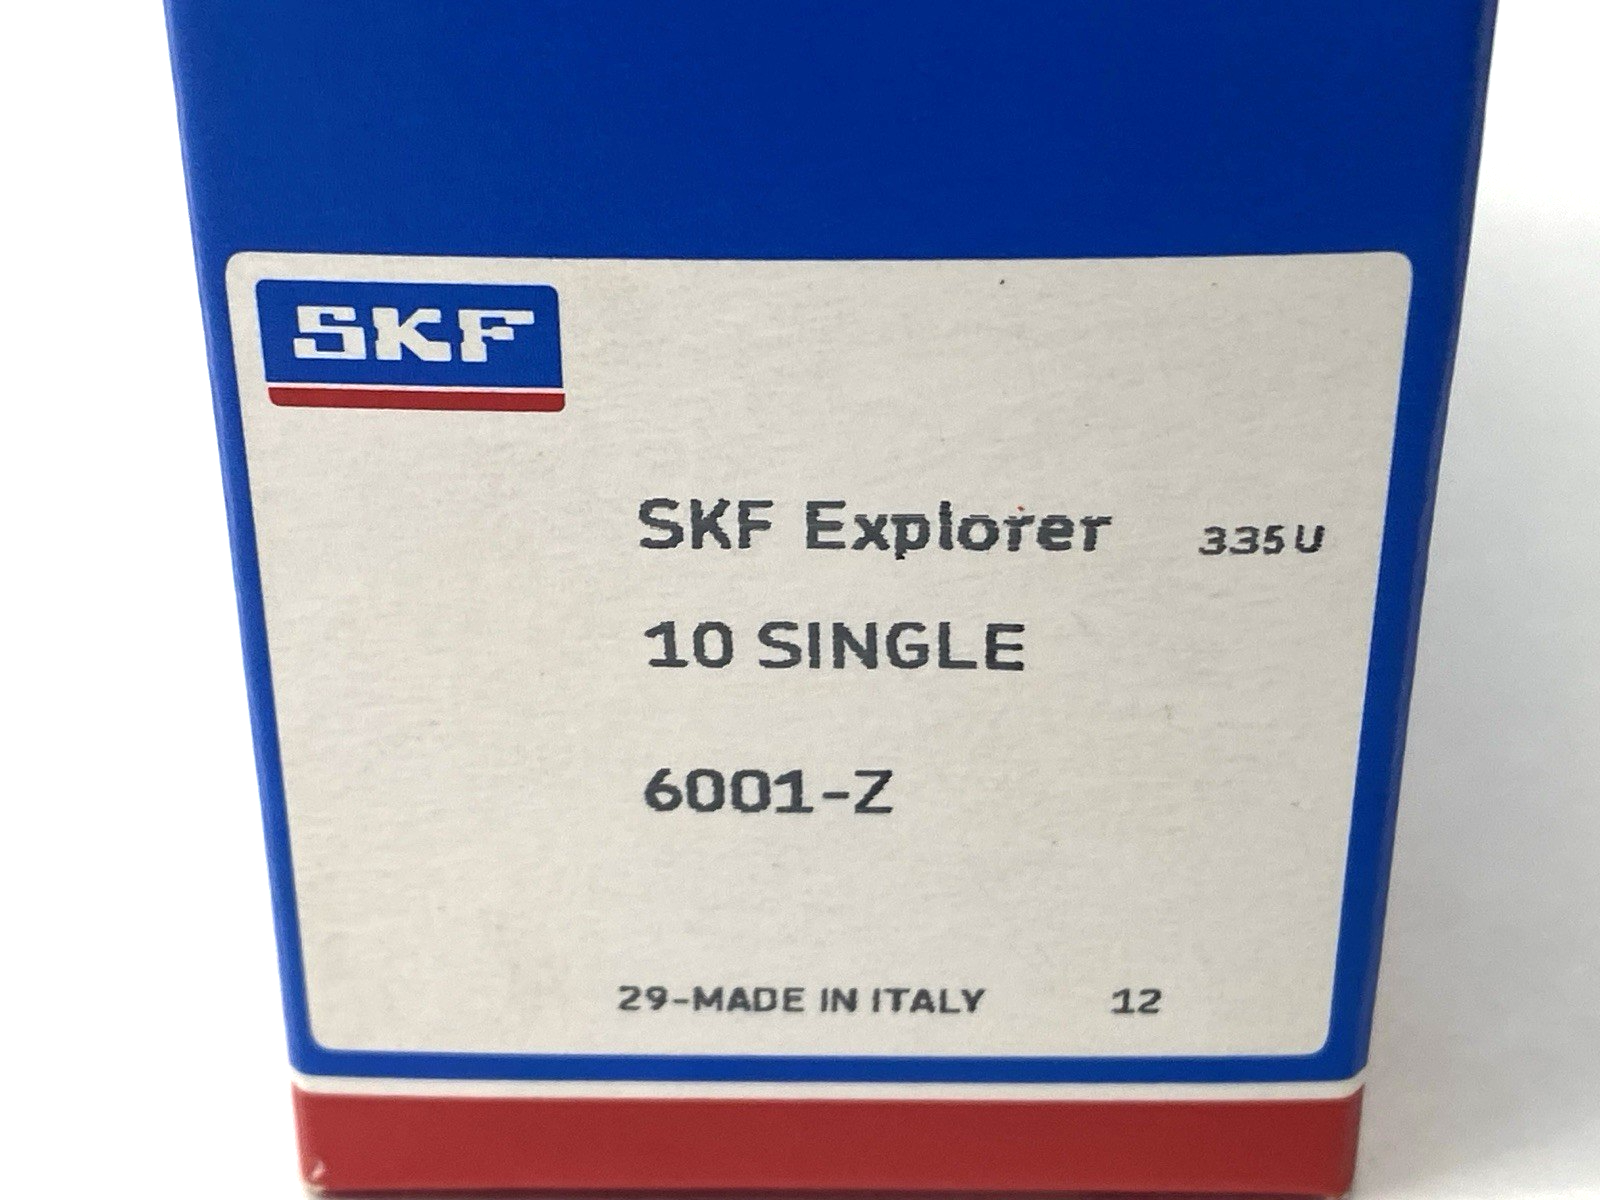 SKF
SKF Explorer 335U
10 SINGLE
6001-Z
29-MADE IN ITALY 12